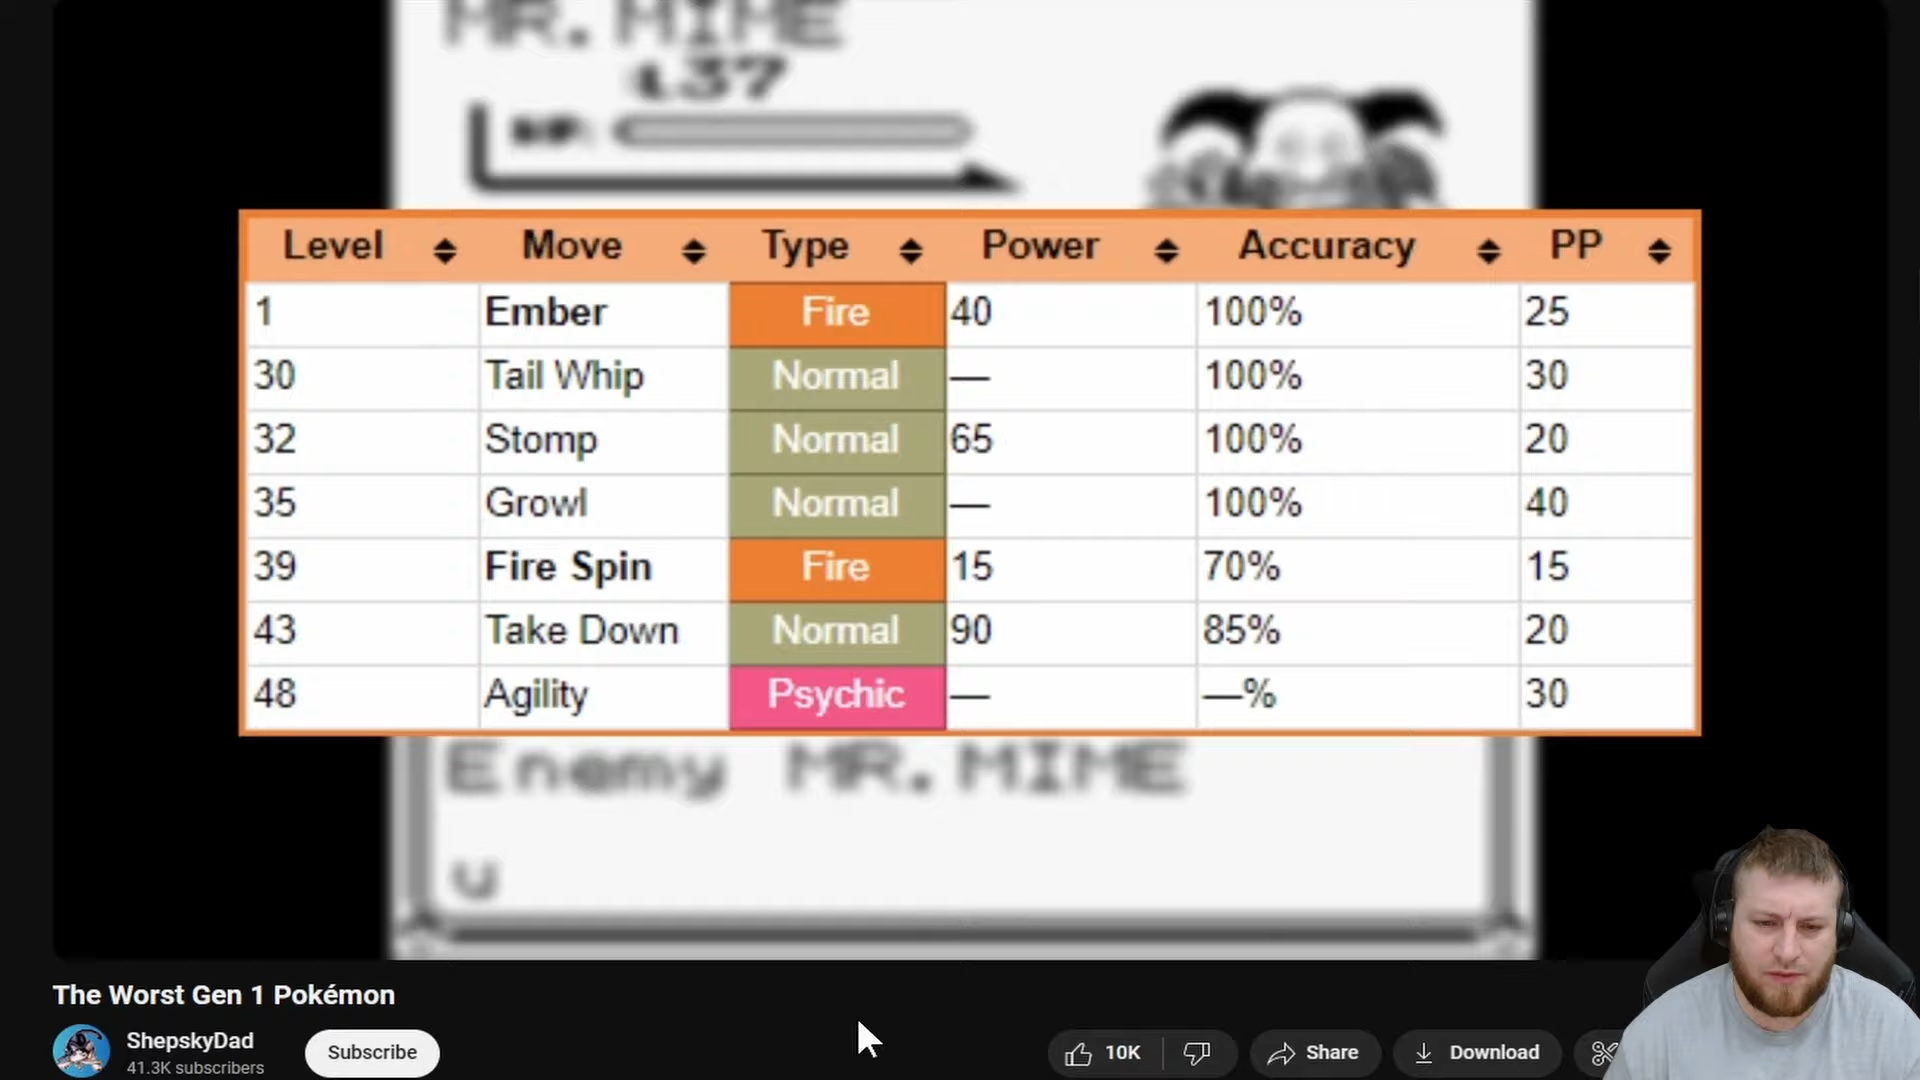 MR. MIME
:L37
HP:
Level Move Type Power Accuracy PP
1 Ember Fire 40 100% 25
30 Tail Whip Normal — 100% 30
32 Stomp Normal 65 100% 20
35 Growl Normal — 100% 40
39 Fire Spin Fire 15 70% 15
43 Take Down Normal 90 85% 20
48 Agility Psychic — —% 30
Enemy MR. MIME
u
The Worst Gen 1 Pokémon
ShepskyDad
41.3K subscribers
Subscribe
10K
Share
Download